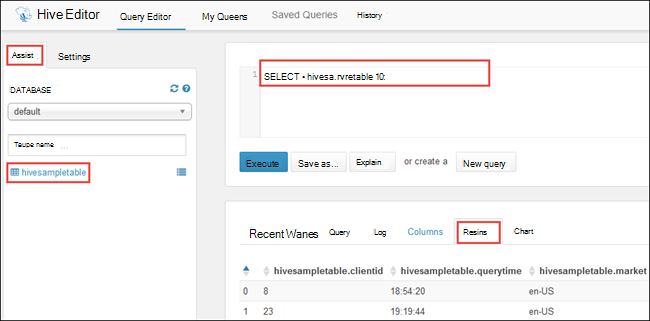 Hive Editor Query Editor My Queens Saved Queries History
Assist Settings
DATABASE
default
Taupe name ...
hivesampletable
1 SELECT • hivesa.rvretable 10:
Execute Save as... Explain or create a New query
Recent Wanes Query Log Columns Resins Chart
hivesampletable.clientid hivesampletable.querytime hivesampletable.market
0 8 18:54:20 en-US
1 23 19:19:44 en-US